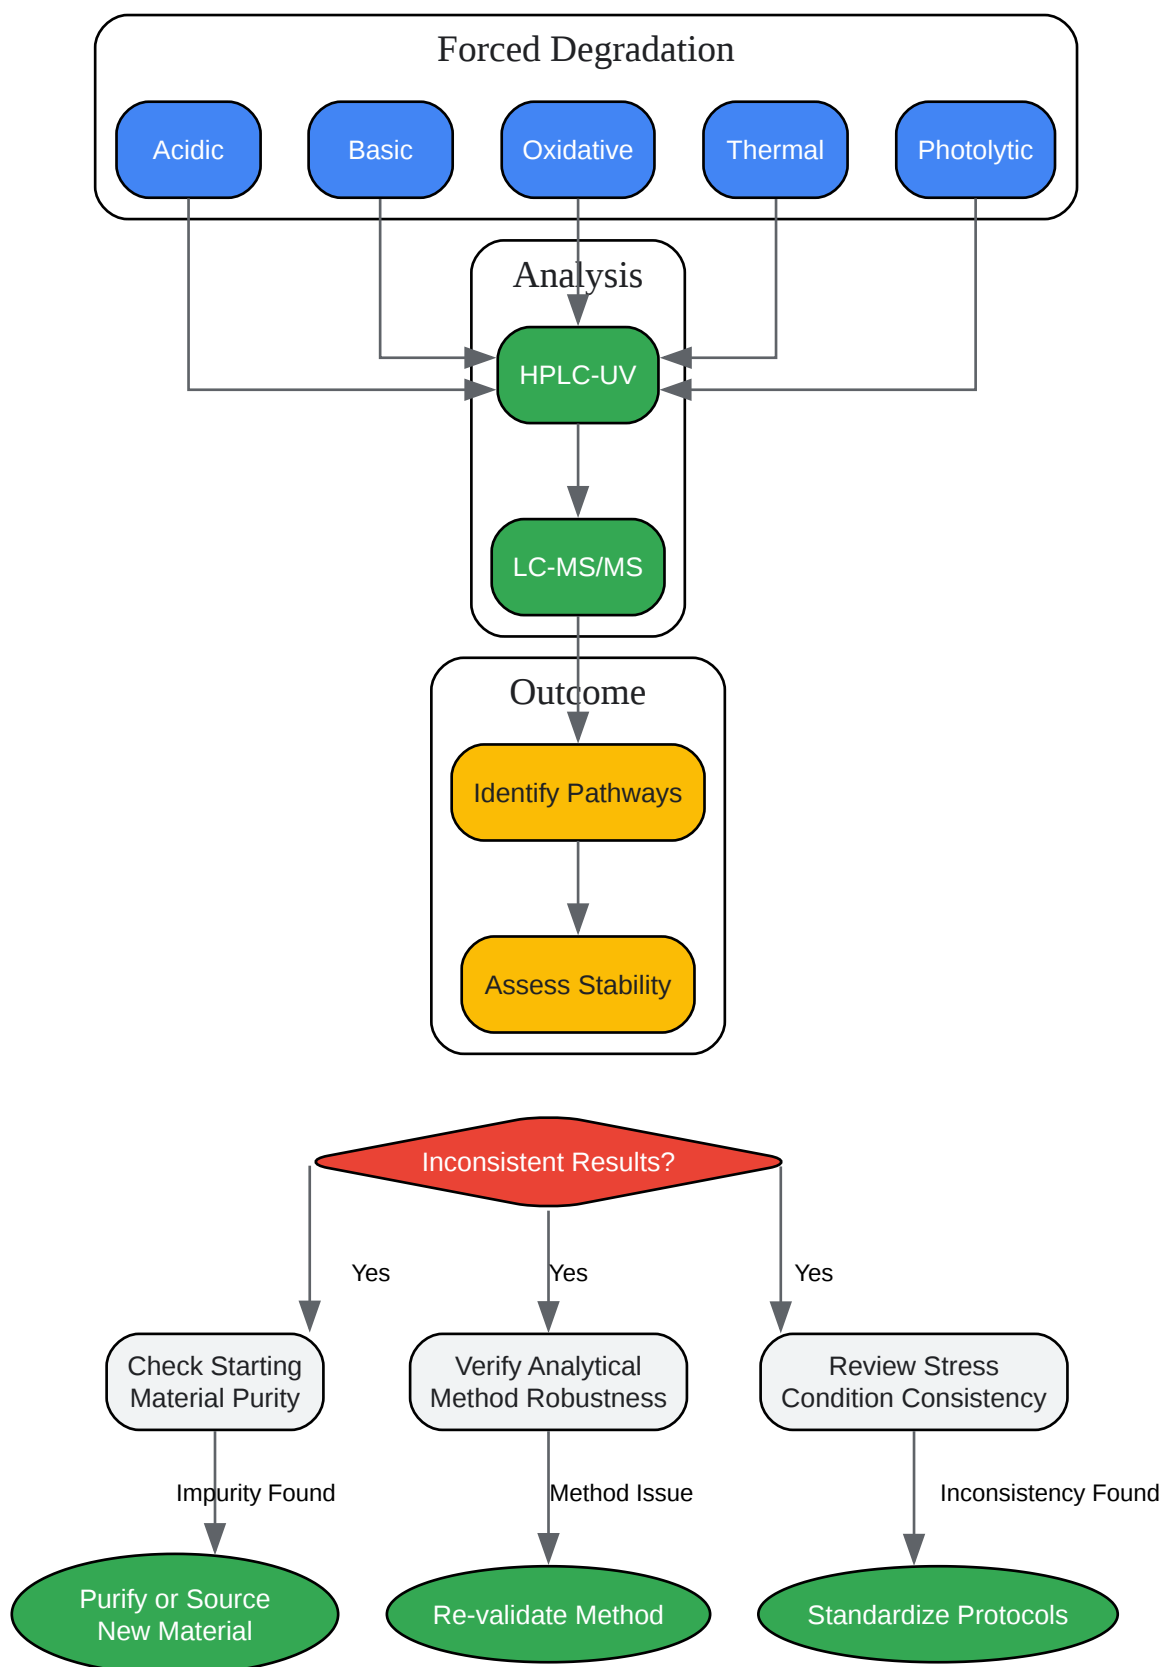 Forced Degradation
Acidic
Basic
Oxidative
Thermal
Photolytic
Analysis
HPLC-UV
LC-MS/MS
Outcome
Identify Pathways
Assess Stability
Inconsistent Results?
Yes
Yes
Yes
Check Starting
Material Purity
Verify Analytical
Method Robustness
Review Stress
Condition Consistency
Impurity Found
Method Issue
Inconsistency Found
Purify or Source
New Material
Re-validate Method
Standardize Protocols